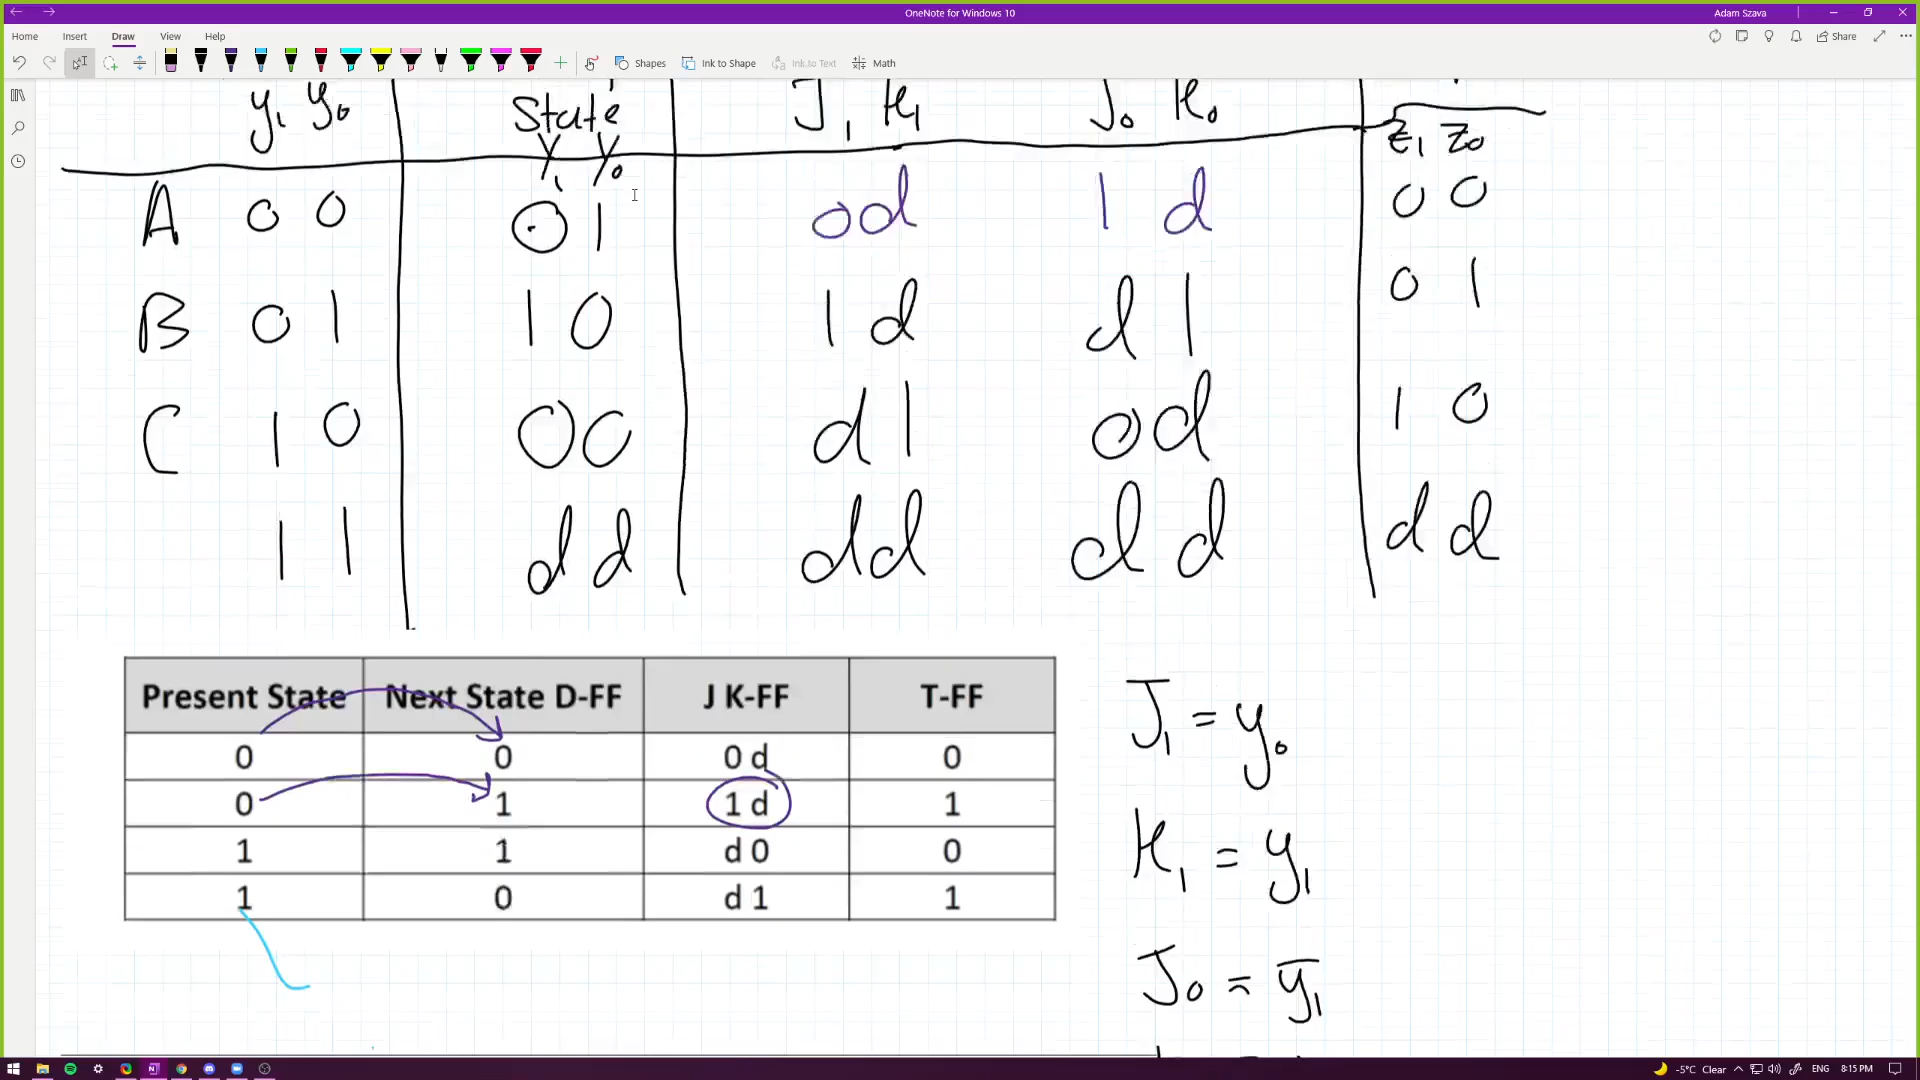 OneNote for Windows 10
Adam Szava
Home Insert Draw View Help
Share
Shapes Ink to Shape Ink to Text Math
y₁ y₀ State J₁ K₁ J₀ K₀
Y₁ Y₀ z₁ z₀
A 0 0 0 1 0 d 1 d 0 0
B 0 1 1 0 1 d d 1 0 1
C 1 0 0 0 d 1 0 d 1 0
1 1 d d d d d d d d
Present State Next State D-FF J K-FF T-FF
0 0 0 d 0
0 1 1 d 1
1 1 d 0 0
1 0 d 1 1
J₁ = y₀
K₁ = y₁
J₀ = y̅₁
-5°C Clear ENG 8:15 PM